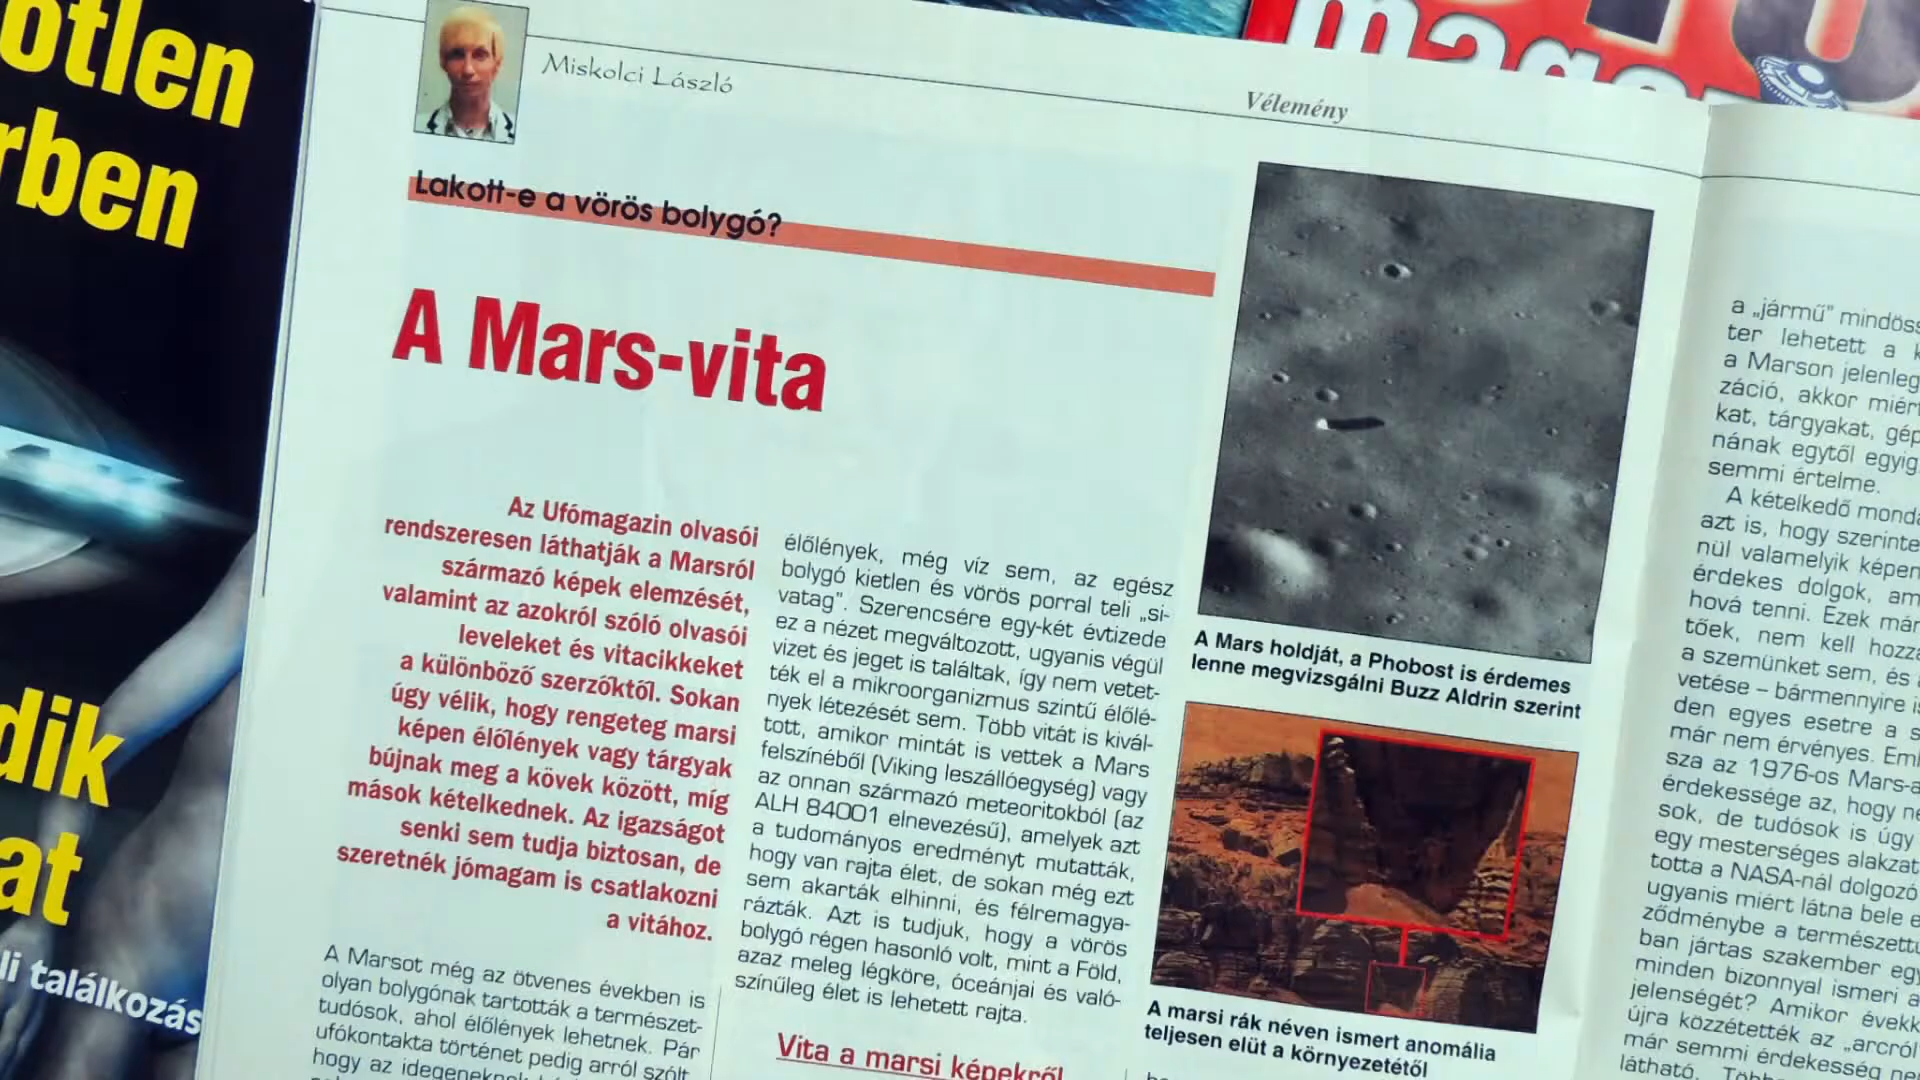 Miskolci László
Vélemény
Lakott-e a vörös bolygó?
A Mars-vita
Az Ufómagazin olvasói
rendszeresen láthatják a Marsról
származó képek elemzését,
valamint az azokról szóló olvasói
leveleket és vitacikkeket
a különböző szerzőktől. Sokan
úgy vélik, hogy rengeteg marsi
képen élőlények vagy tárgyak
bújnak meg a kövek között, míg
mások kételkednek. Az igazságot
senki sem tudja biztosan, de
szeretnék jómagam is csatlakozni
a vitához.
A Marsot még az ötvenes években is
olyan bolygónak tartották a természet-
tudósok, ahol élőlények lehetnek. Pár
ufókontakta történet pedig arról szólt,
hogy az idegeneknek
élőlények, még víz sem, az egész
bolygó kietlen és vörös porral teli „si-
vatag”. Szerencsére egy-két évtizede
ez a nézet megváltozott, ugyanis végül
vizet és jeget is találtak, így nem vetet-
ték el a mikroorganizmus szintű élőlé-
nyek létezését sem. Több vitát is kivál-
tott, amikor mintát is vettek a Mars
felszínéből (Viking leszállóegység) vagy
az onnan származó meteoritokból (az
ALH 84001 elnevezésű), amelyek azt
a tudományos eredményt mutatták,
hogy van rajta élet, de sokan még ezt
sem akarták elhinni, és félremagya-
rázták. Azt is tudjuk, hogy a vörös
bolygó régen hasonló volt, mint a Föld,
azaz meleg légköre, óceánjai és való-
színűleg élet is lehetett rajta.
Vita a marsi képekről
A Mars holdját, a Phobost is érdemes
lenne megvizsgálni Buzz Aldrin szerint
A marsi rák néven ismert anomália
teljesen elüt a környezetétől
a „jármű” mindöss
ter lehetett a k
a Marson jelenleg
záció, akkor miért
kat, tárgyakat, gép
nának egytől egyig
semmi értelme.
A kételkedő mondá
azt is, hogy szerinte
nül valamelyik képen
érdekes dolgok, am
hová tenni. Ezek már
tőek, nem kell hozzá
a szemünket sem, és
vetése – bármennyire is
den egyes esetre a s
már nem érvényes. Eml
sza az 1976-os Mars-a
érdekessége az, hogy ne
sok, de tudósok is úgy
egy mesterséges alakzat
totta a NASA-nál dolgozó
ugyanis miért látna bele e
ződménybe a természettu
ban jártas szakember egy
minden bizonnyal ismeri a
jelenségét? Amikor évekk
újra közzétették az „arcról
már semmi érdekesség ne
látható. Több
otlen
rben
dik
at
li találkozás